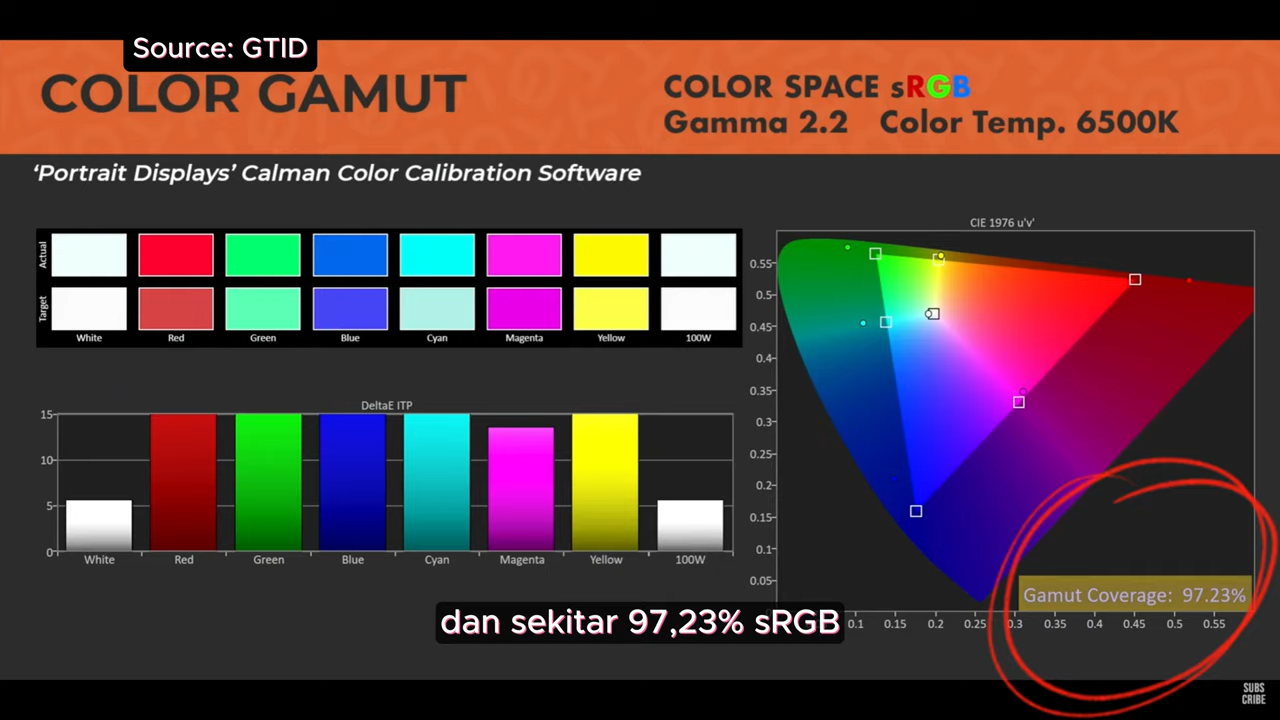 Source: GTID
COLOR GAMUT
COLOR SPACE sRGB
Gamma 2.2 Color Temp. 6500K
‘Portrait Displays’ Calman Color Calibration Software
Actual
Target
White Red Green Blue Cyan Magenta Yellow 100W
DeltaE ITP
15
10
5
0
White Red Green Blue Cyan Magenta Yellow 100W
CIE 1976 u'v'
0.55
0.5
0.45
0.4
0.35
0.3
0.25
0.2
0.15
0.1
0.05
0.1 0.15 0.2 0.25 0.3 0.35 0.4 0.45 0.5 0.55
Gamut Coverage: 97.23%
dan sekitar 97,23% sRGB
SUBS
CRIBE